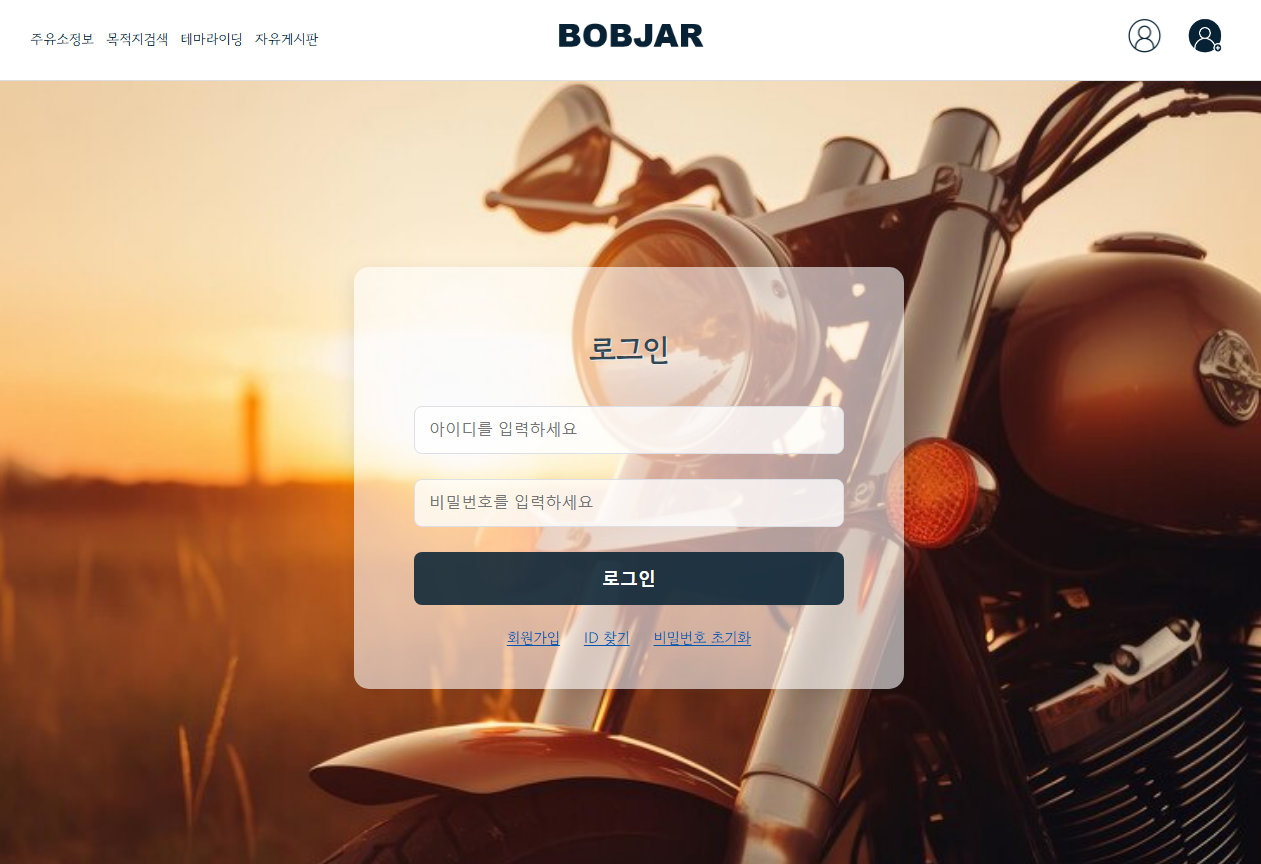 주유소정보 목적지검색 테마라이딩 자유게시판
BOBJAR
로그인
아이디를 입력하세요
비밀번호를 입력하세요
로그인
회원가입 ID 찾기 비밀번호 초기화